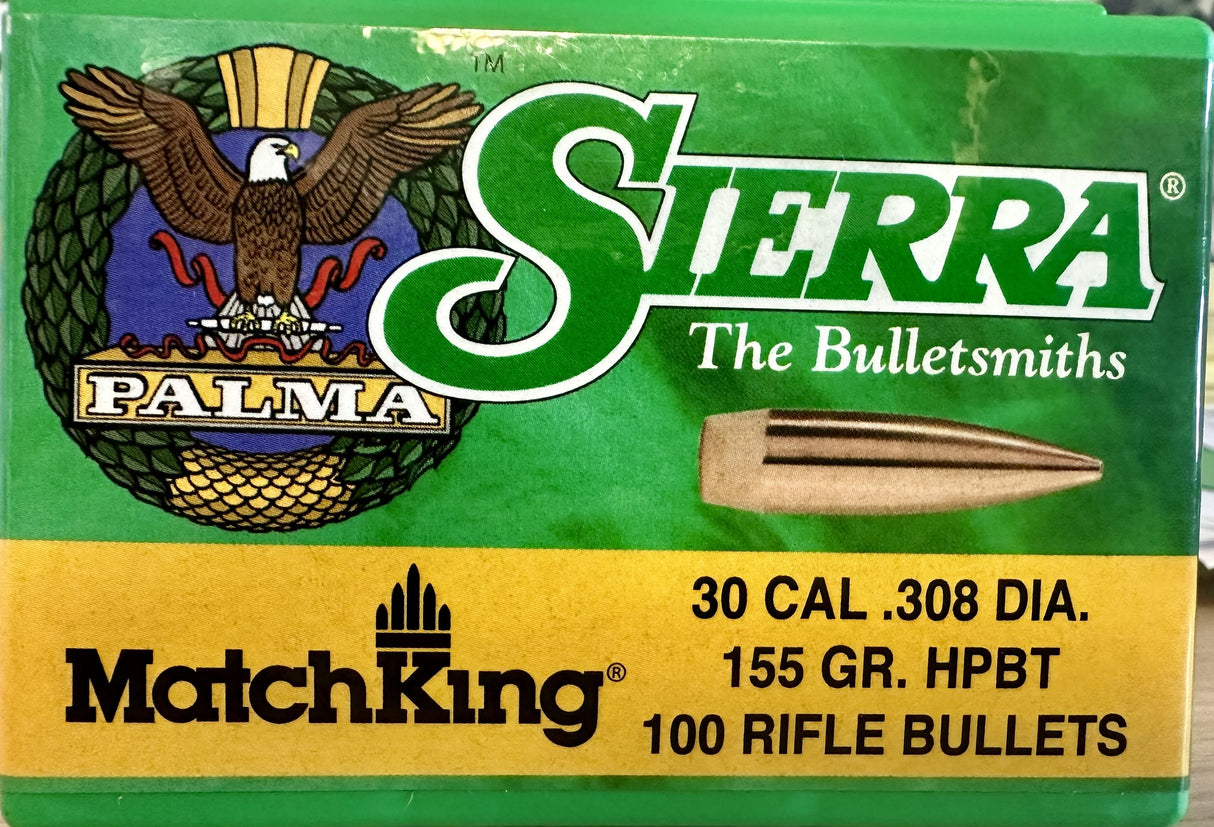 TM
SIERRA®
The Bulletsmiths
PALMA
MatchKing®
30 CAL .308 DIA.
155 GR. HPBT
100 RIFLE BULLETS